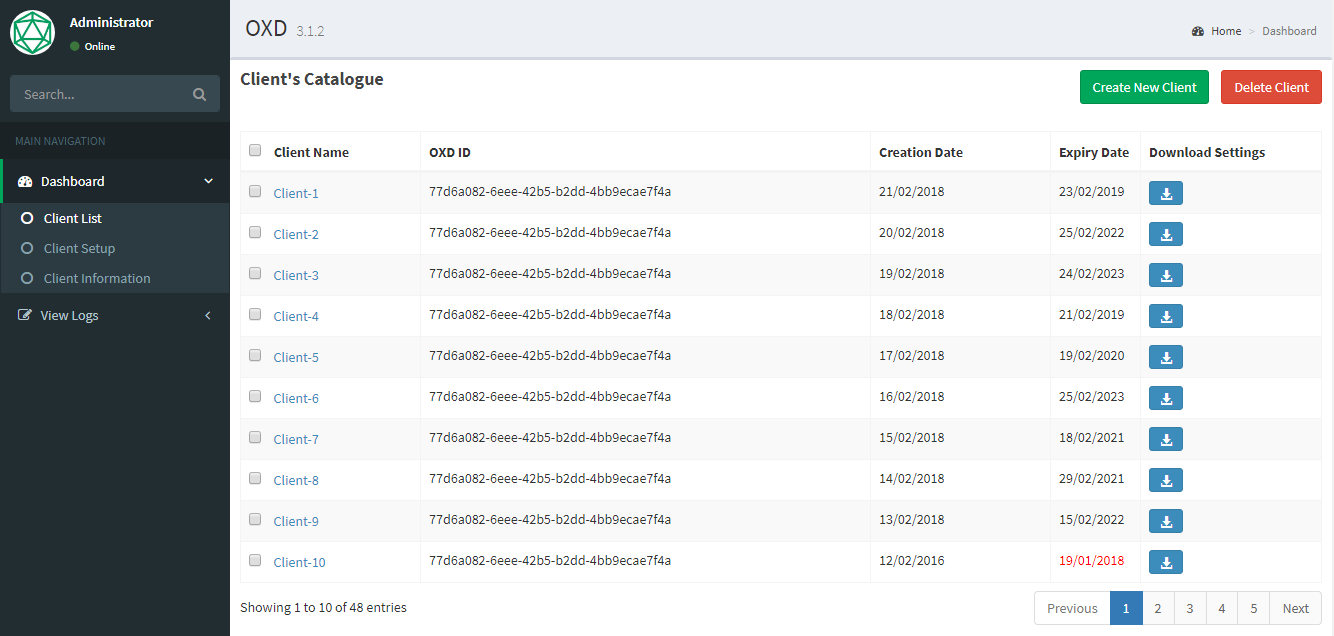 Administrator
Online
Search...
MAIN NAVIGATION
Dashboard
Client List
Client Setup
Client Information
View Logs
OXD 3.1.2
Home > Dashboard
Client's Catalogue
Create New Client
Delete Client
Client Name OXD ID Creation Date Expiry Date Download Settings
Client-1 77d6a082-6eee-42b5-b2dd-4bb9ecae7f4a 21/02/2018 23/02/2019
Client-2 77d6a082-6eee-42b5-b2dd-4bb9ecae7f4a 20/02/2018 25/02/2022
Client-3 77d6a082-6eee-42b5-b2dd-4bb9ecae7f4a 19/02/2018 24/02/2023
Client-4 77d6a082-6eee-42b5-b2dd-4bb9ecae7f4a 18/02/2018 21/02/2019
Client-5 77d6a082-6eee-42b5-b2dd-4bb9ecae7f4a 17/02/2018 19/02/2020
Client-6 77d6a082-6eee-42b5-b2dd-4bb9ecae7f4a 16/02/2018 25/02/2023
Client-7 77d6a082-6eee-42b5-b2dd-4bb9ecae7f4a 15/02/2018 18/02/2021
Client-8 77d6a082-6eee-42b5-b2dd-4bb9ecae7f4a 14/02/2018 29/02/2021
Client-9 77d6a082-6eee-42b5-b2dd-4bb9ecae7f4a 13/02/2018 15/02/2022
Client-10 77d6a082-6eee-42b5-b2dd-4bb9ecae7f4a 12/02/2016 19/01/2018
Showing 1 to 10 of 48 entries
Previous 1 2 3 4 5 Next